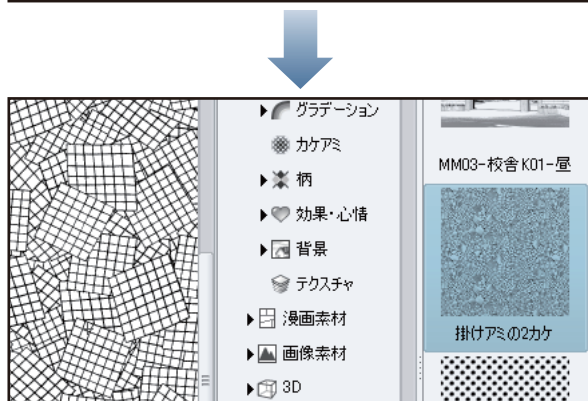 グラデーション
カケアミ
柄
効果・心情
背景
テクスチャ
漫画素材
画像素材
3D
MM03-校舎K01-昼
掛けアミの2カケ